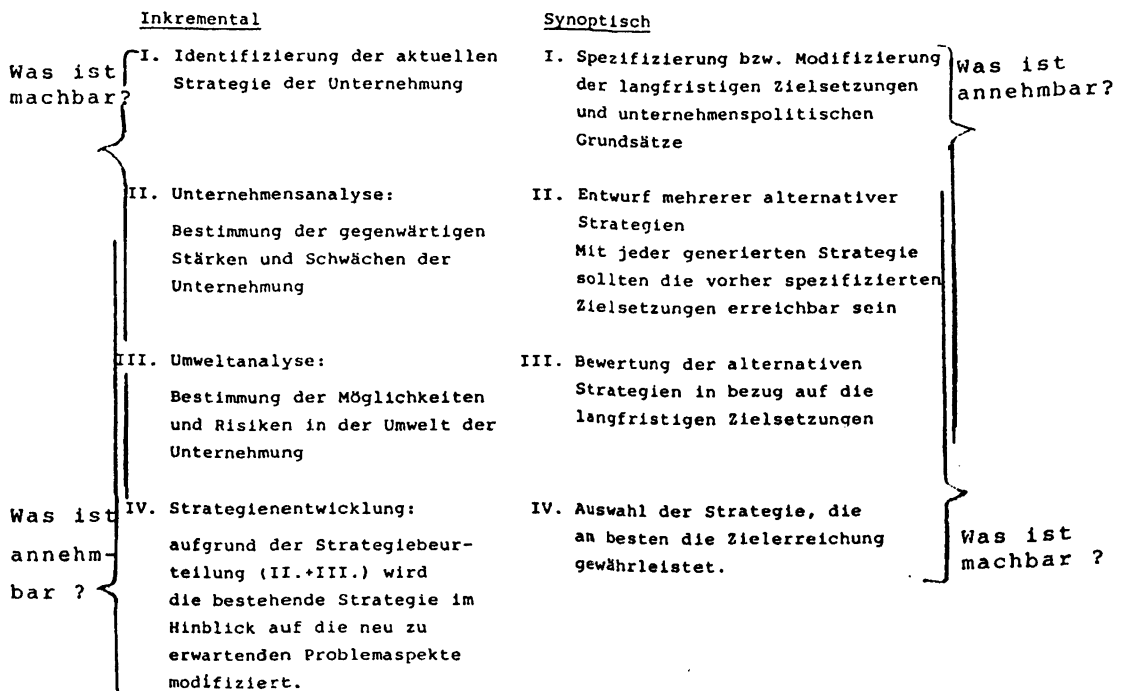 Inkremental
Was ist
machbar?
I. Identifizierung der aktuellen
Strategie der Unternehmung
II. Unternehmensanalyse:
Bestimmung der gegenwärtigen
Stärken und Schwächen der
Unternehmung
III. Umweltanalyse:
Bestimmung der Möglichkeiten
und Risiken in der Umwelt der
Unternehmung
Was ist
annehm-
bar ?
IV. Strategienentwicklung:
aufgrund der Strategiebeur-
teilung (II.+III.) wird
die bestehende Strategie im
Hinblick auf die neu zu
erwartenden Problemaspekte
modifiziert.
Synoptisch
I. Spezifizierung bzw. Modifizierung
der langfristigen Zielsetzungen
und unternehmenspolitischen
Grundsätze
Was ist
annehmbar?
II. Entwurf mehrerer alternativer
Strategien
Mit jeder generierten Strategie
sollten die vorher spezifizierten
Zielsetzungen erreichbar sein
III. Bewertung der alternativen
Strategien in bezug auf die
langfristigen Zielsetzungen
IV. Auswahl der Strategie, die
an besten die Zielerreichung
gewährleistet.
Was ist
machbar ?